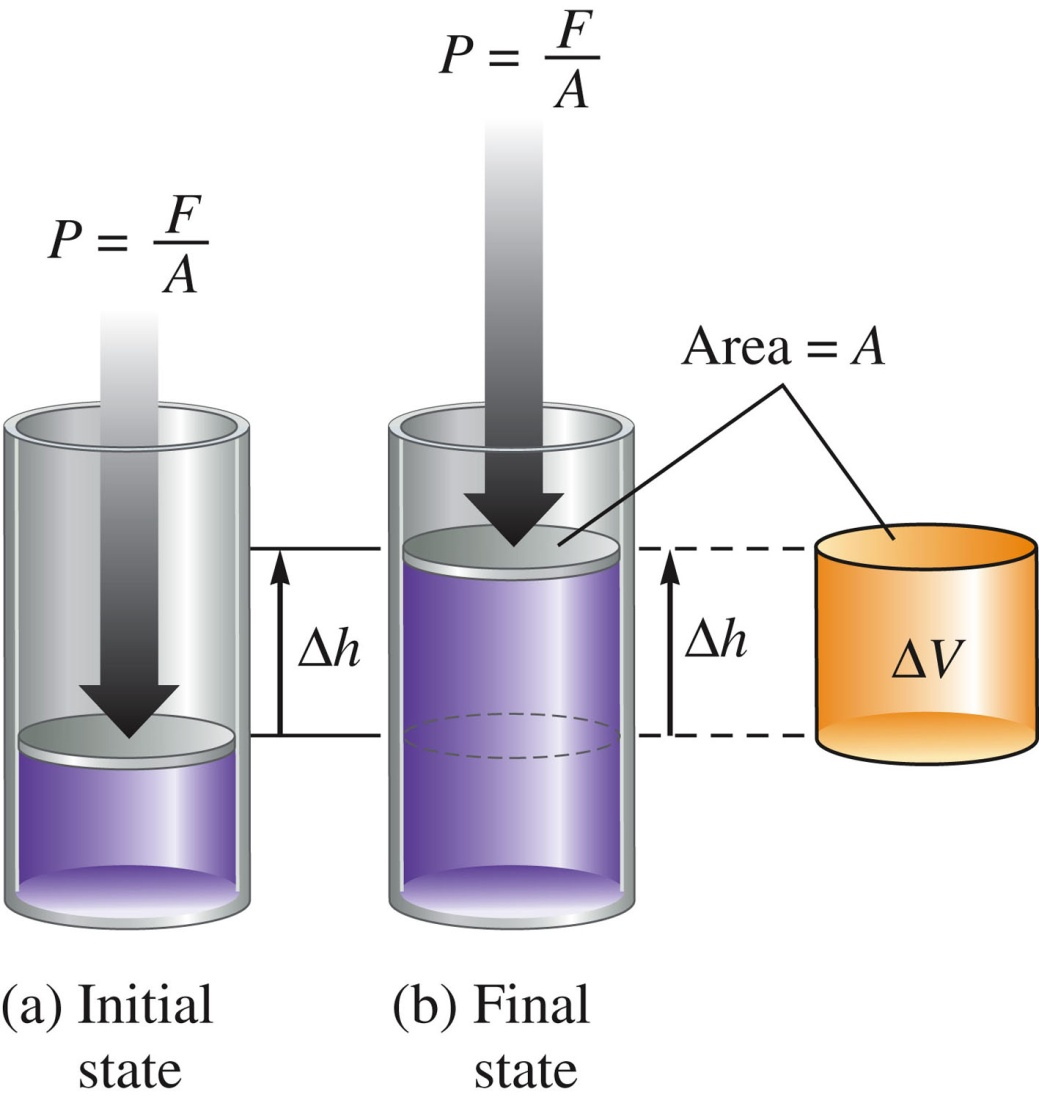 P = F/A
P = F/A
Area = A
Δh
Δh
ΔV
(a) Initial
state
(b) Final
state